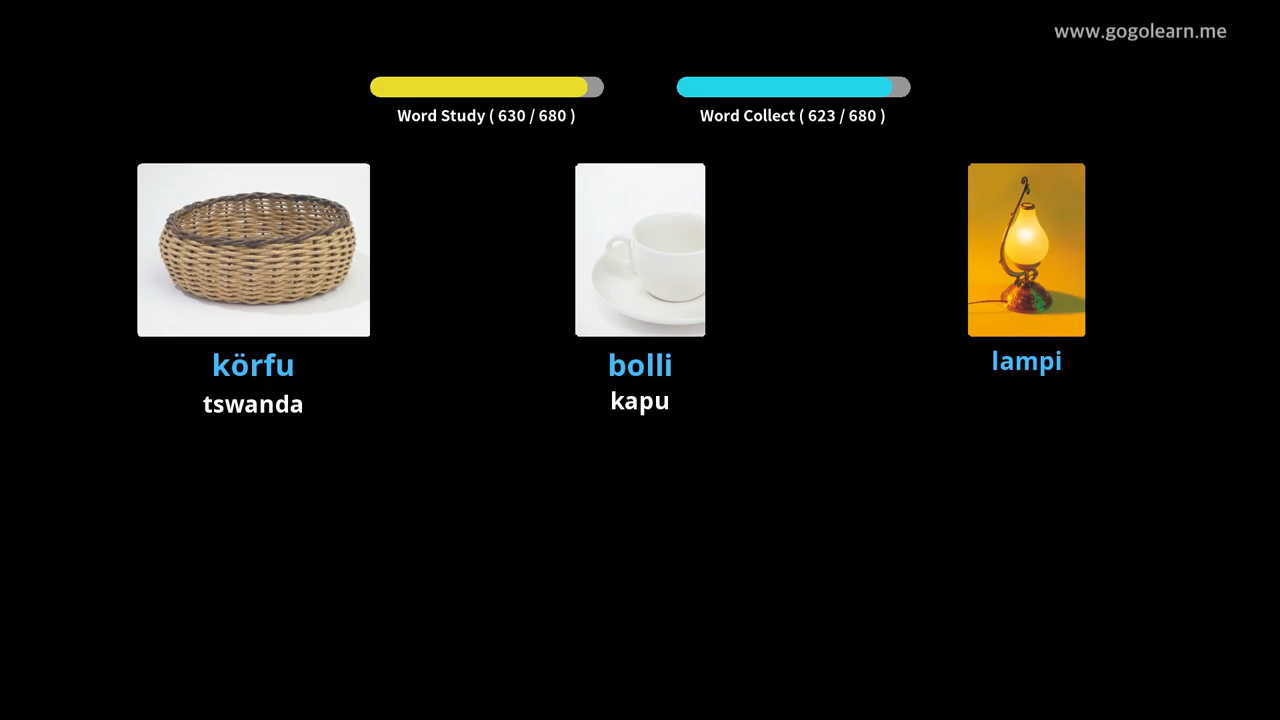 www.gogolearn.me
Word Study ( 630 / 680 )
Word Collect ( 623 / 680 )
körfu
bolli
lampi
tswanda
kapu